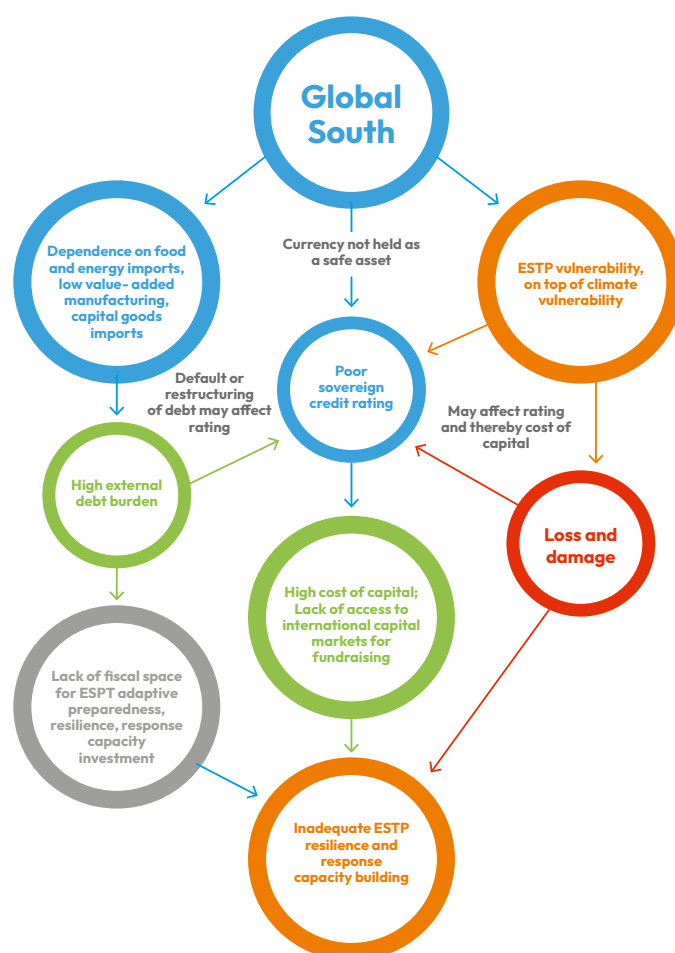 Global
South
Currency not held as
a safe asset
Dependence on food
and energy imports,
low value- added
manufacturing,
capital goods
imports
ESTP vulnerability,
on top of climate
vulnerability
Poor
sovereign
credit rating
Default or
restructuring
of debt may affect
rating
May affect rating
and thereby cost of
capital
High external
debt burden
Loss and
damage
High cost of capital;
Lack of access to
international capital
markets for
fundraising
Lack of fiscal space
for ESPT adaptive
preparedness,
resilience, response
capacity
investment
Inadequate ESTP
resilience and
response
capacity building